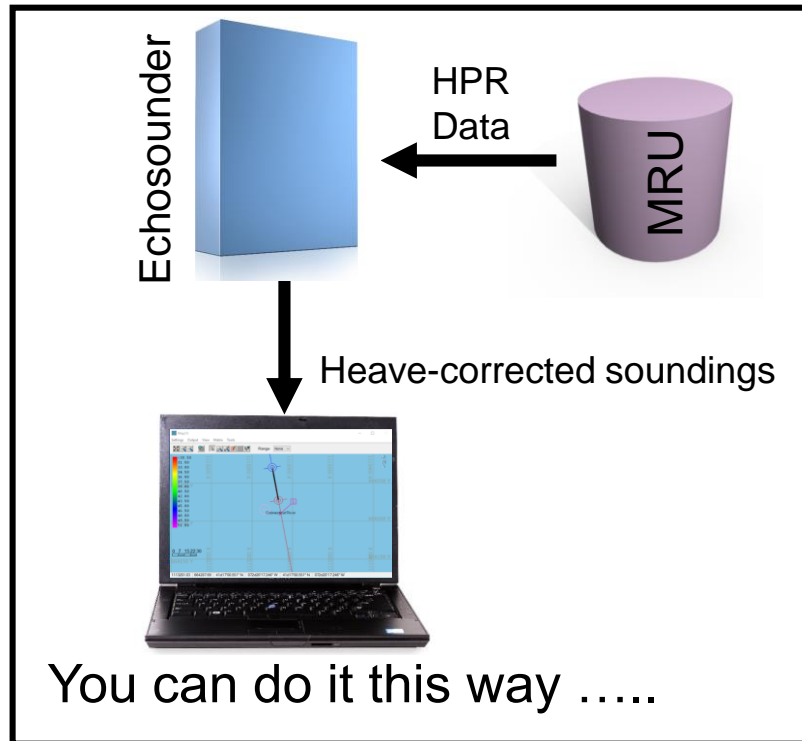 Echosounder
HPR
Data
MRU
Heave-corrected soundings
You can do it this way …..